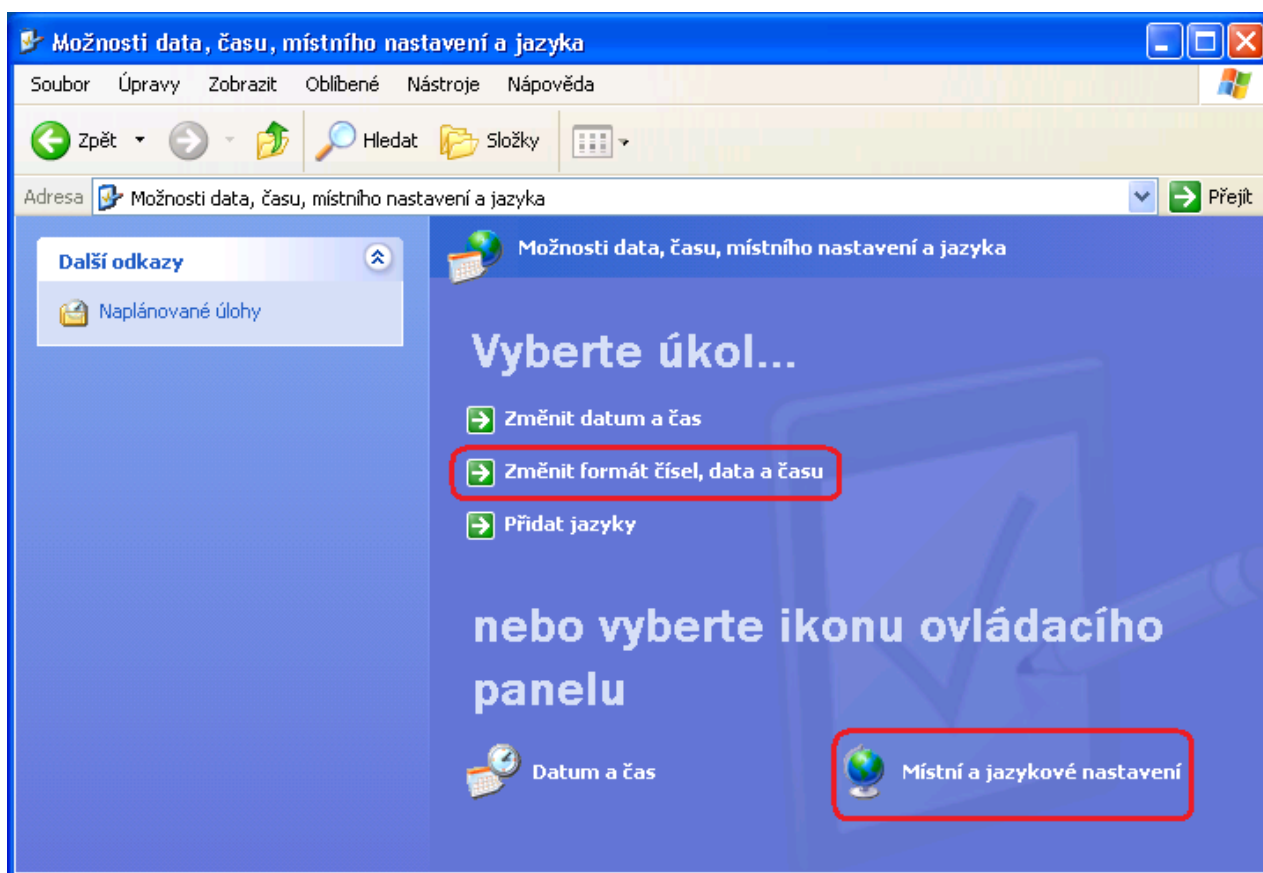 Možnosti data, času, místního nastavení a jazyka
Soubor Úpravy Zobrazit Oblíbené Nástroje Nápověda
Zpět Hledat Složky
Adresa Možnosti data, času, místního nastavení a jazyka Přejít
Další odkazy
Naplánované úlohy
Možnosti data, času, místního nastavení a jazyka
Vyberte úkol...
Změnit datum a čas
Změnit formát čísel, data a času
Přidat jazyky
nebo vyberte ikonu ovládacího
panelu
Datum a čas
Místní a jazykové nastavení